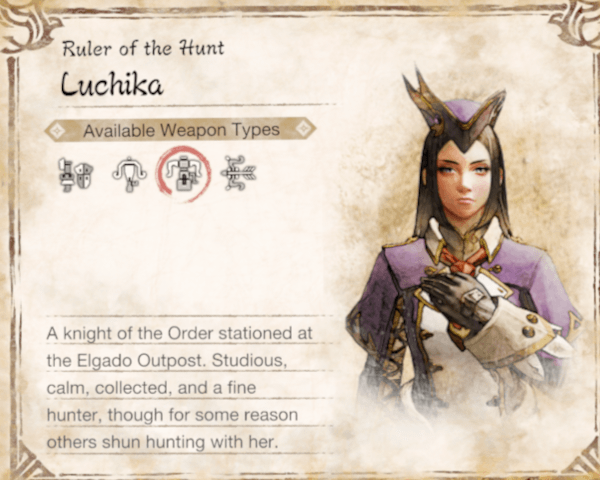 Ruler of the Hunt
Luchika
Available Weapon Types
A knight of the Order stationed at
the Elgado Outpost. Studious,
calm, collected, and a fine
hunter, though for some reason
others shun hunting with her.